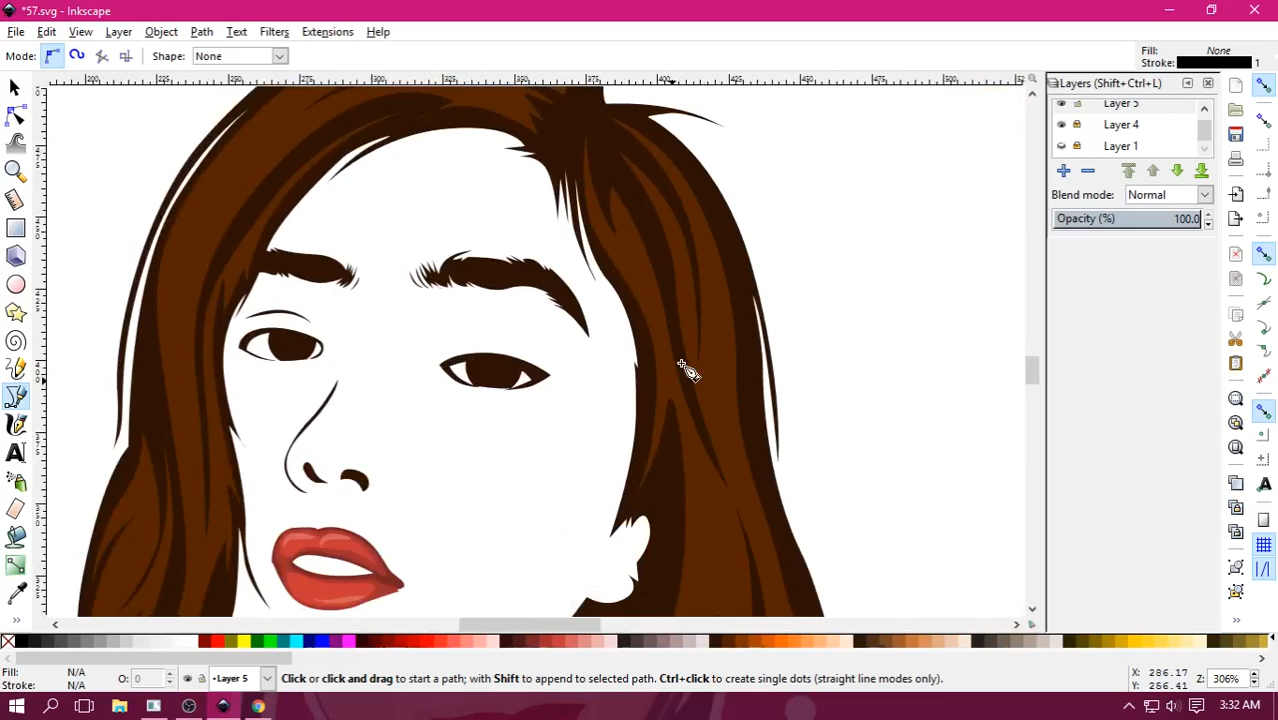 *57.svg - Inkscape
File Edit View Layer Object Path Text Filters Extensions Help
Mode: Shape: None Fill: None
Stroke: 1
Layers (Shift+Ctrl+L)
Layer 5
Layer 4
Layer 1
Blend mode: Normal
Opacity (%) 100.0
Fill: N/A
Stroke: N/A
O: 0
Layer 5
Click or click and drag to start a path; with Shift to append to selected path. Ctrl+click to create single dots (straight line modes only).
X: 286.17
Y: 256.41
Z: 306%
3:32 AM